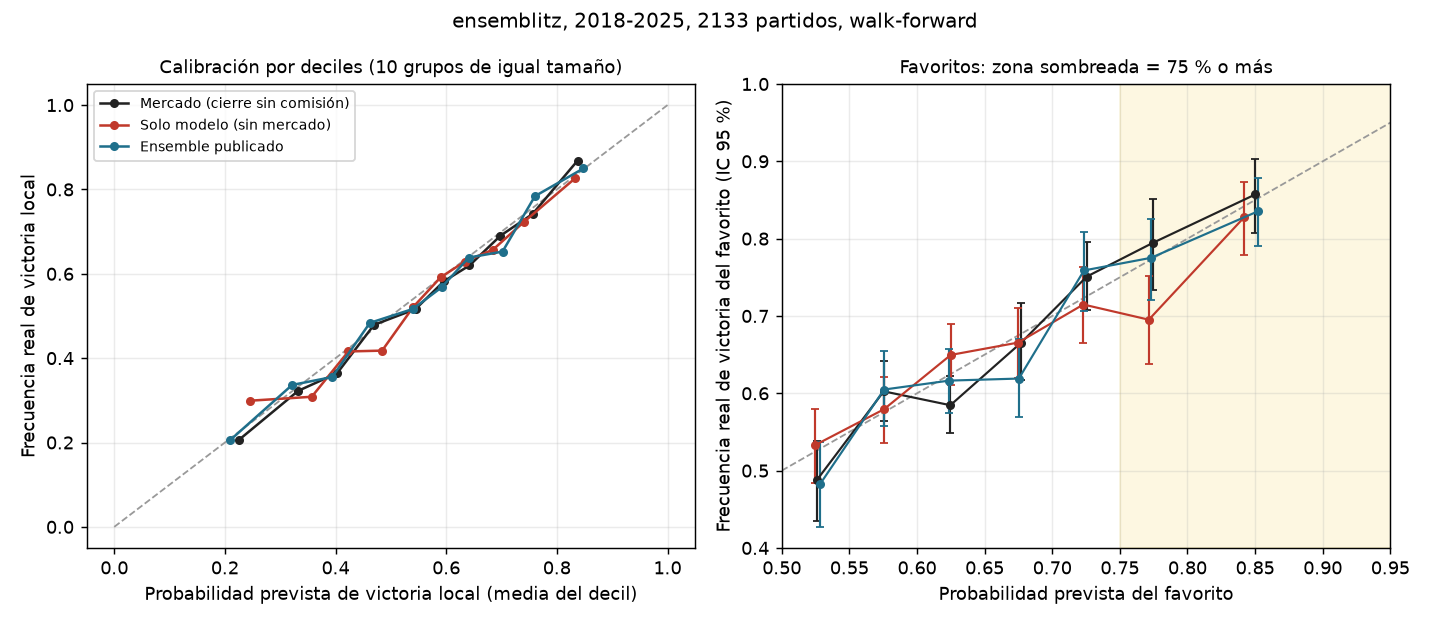 ensemblitz, 2018-2025, 2133 partidos, walk-forward
Calibración por deciles (10 grupos de igual tamaño)
Mercado (cierre sin comisión)
Solo modelo (sin mercado)
Ensemble publicado
Frecuencia real de victoria local
1.0
0.8
0.6
0.4
0.2
0.0
0.0 0.2 0.4 0.6 0.8 1.0
Probabilidad prevista de victoria local (media del decil)
Favoritos: zona sombreada = 75 % o más
Frecuencia real de victoria del favorito (IC 95 %)
1.0
0.9
0.8
0.7
0.6
0.5
0.4
0.50 0.55 0.60 0.65 0.70 0.75 0.80 0.85 0.90 0.95
Probabilidad prevista del favorito